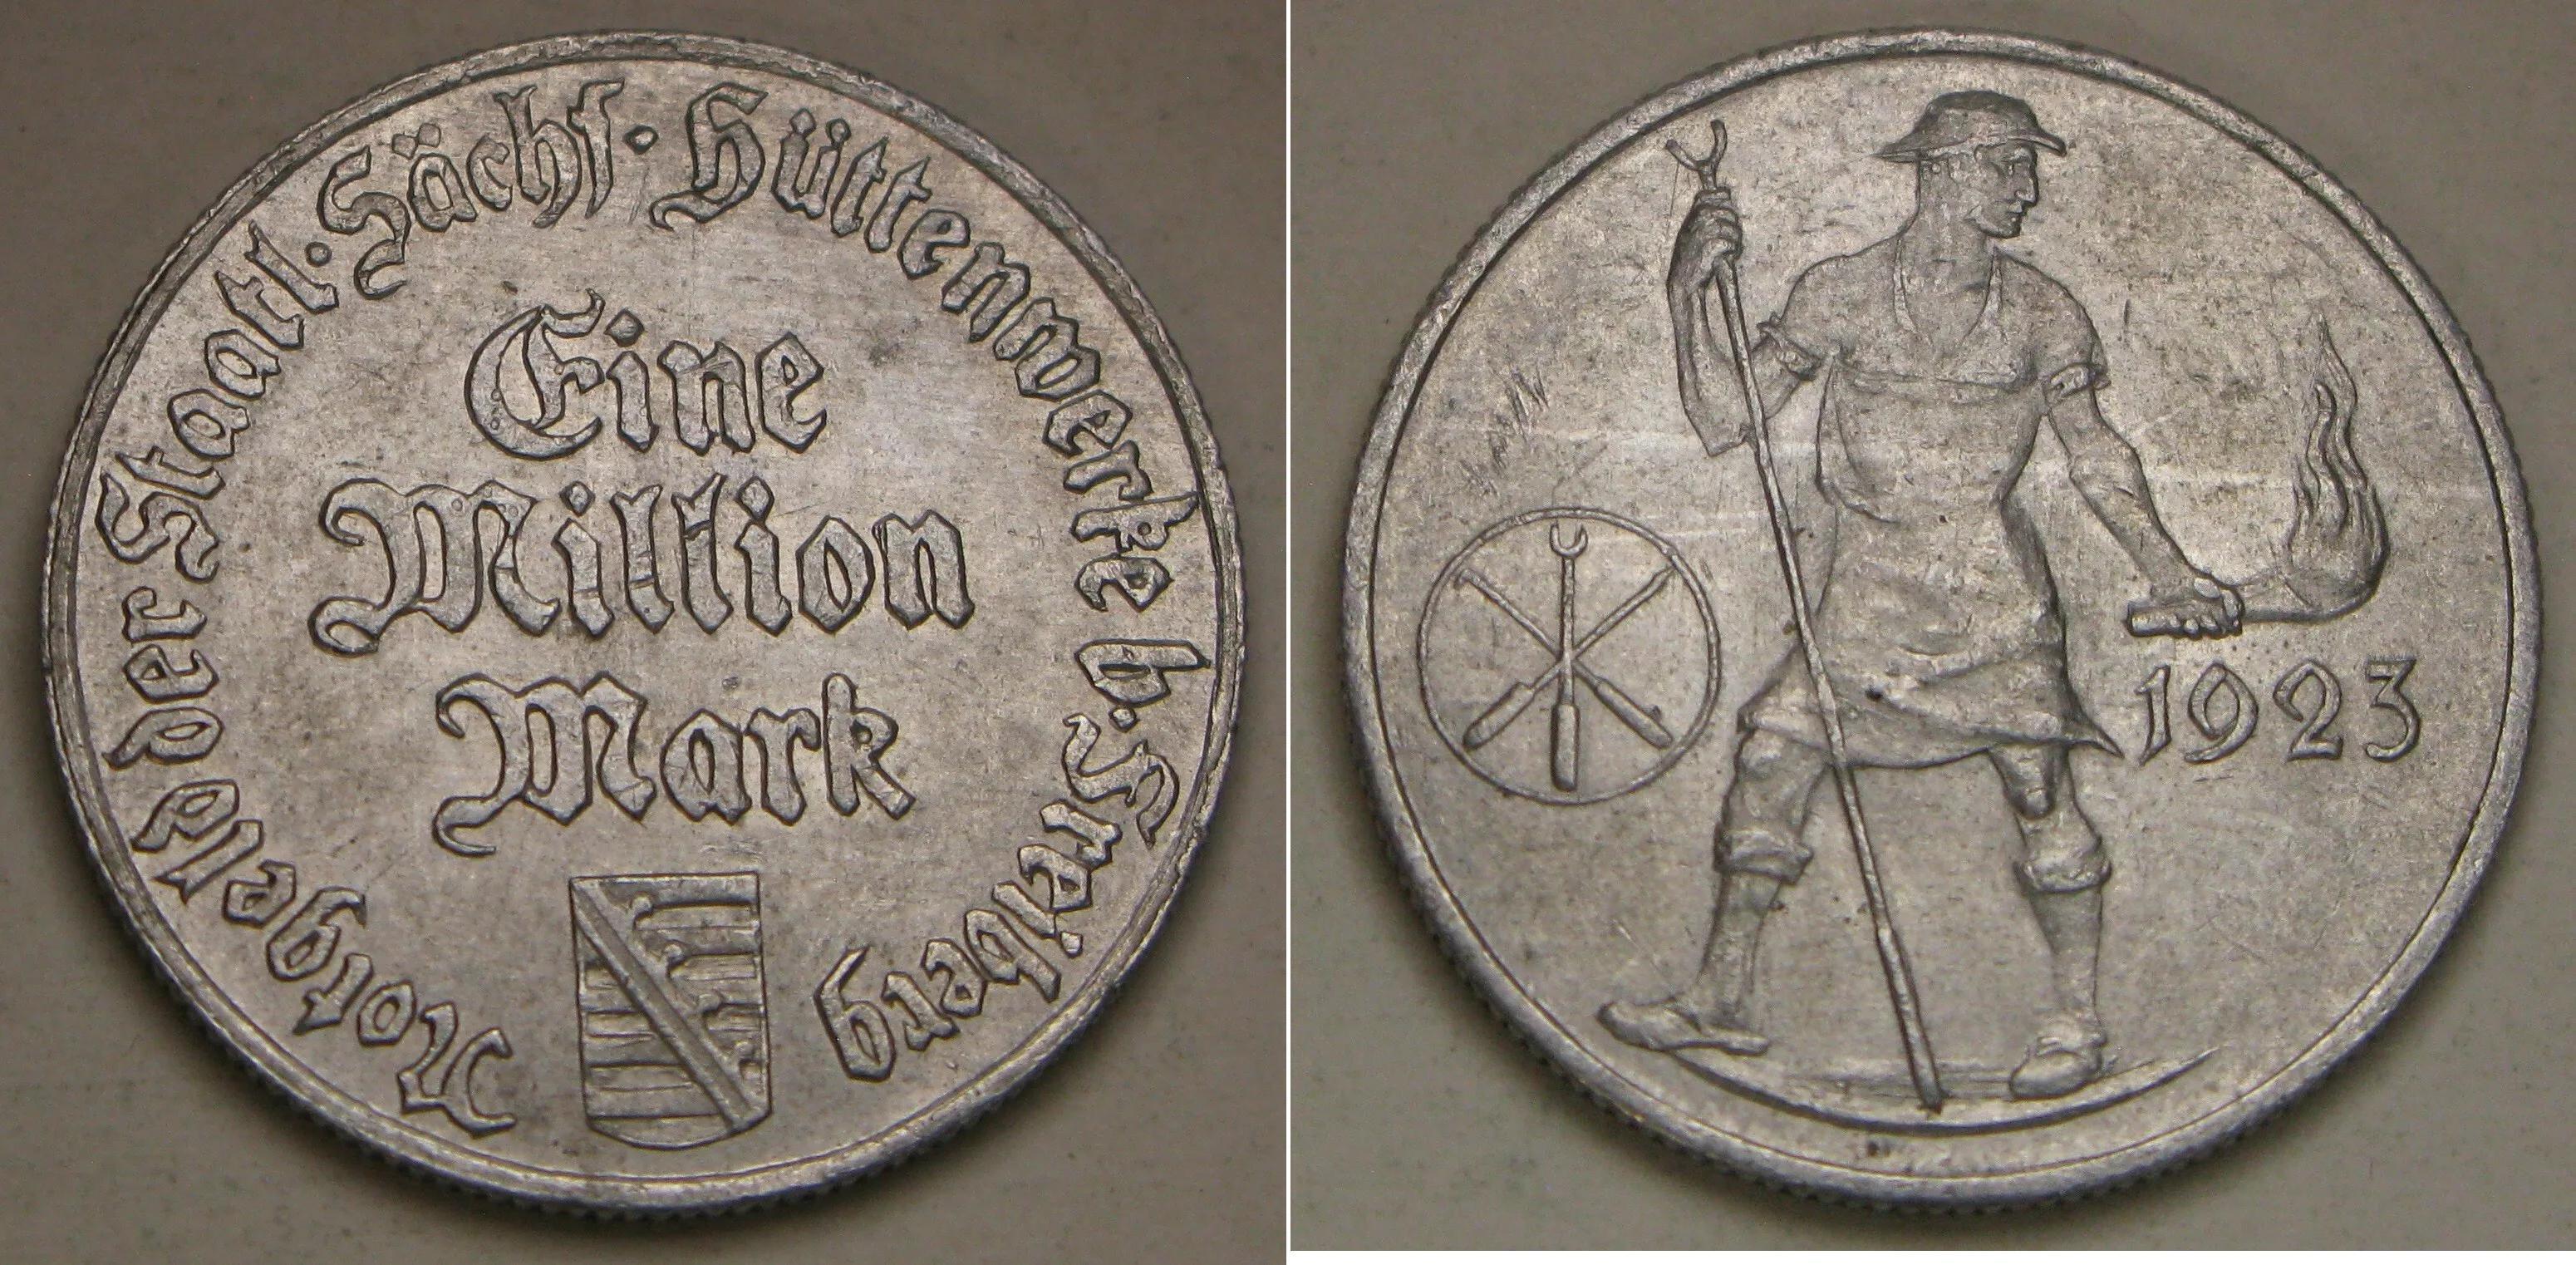 Notgeld der Staatl. Sächs. Hüttenwerke b. Freiberg
Eine
Million
Mark
1923